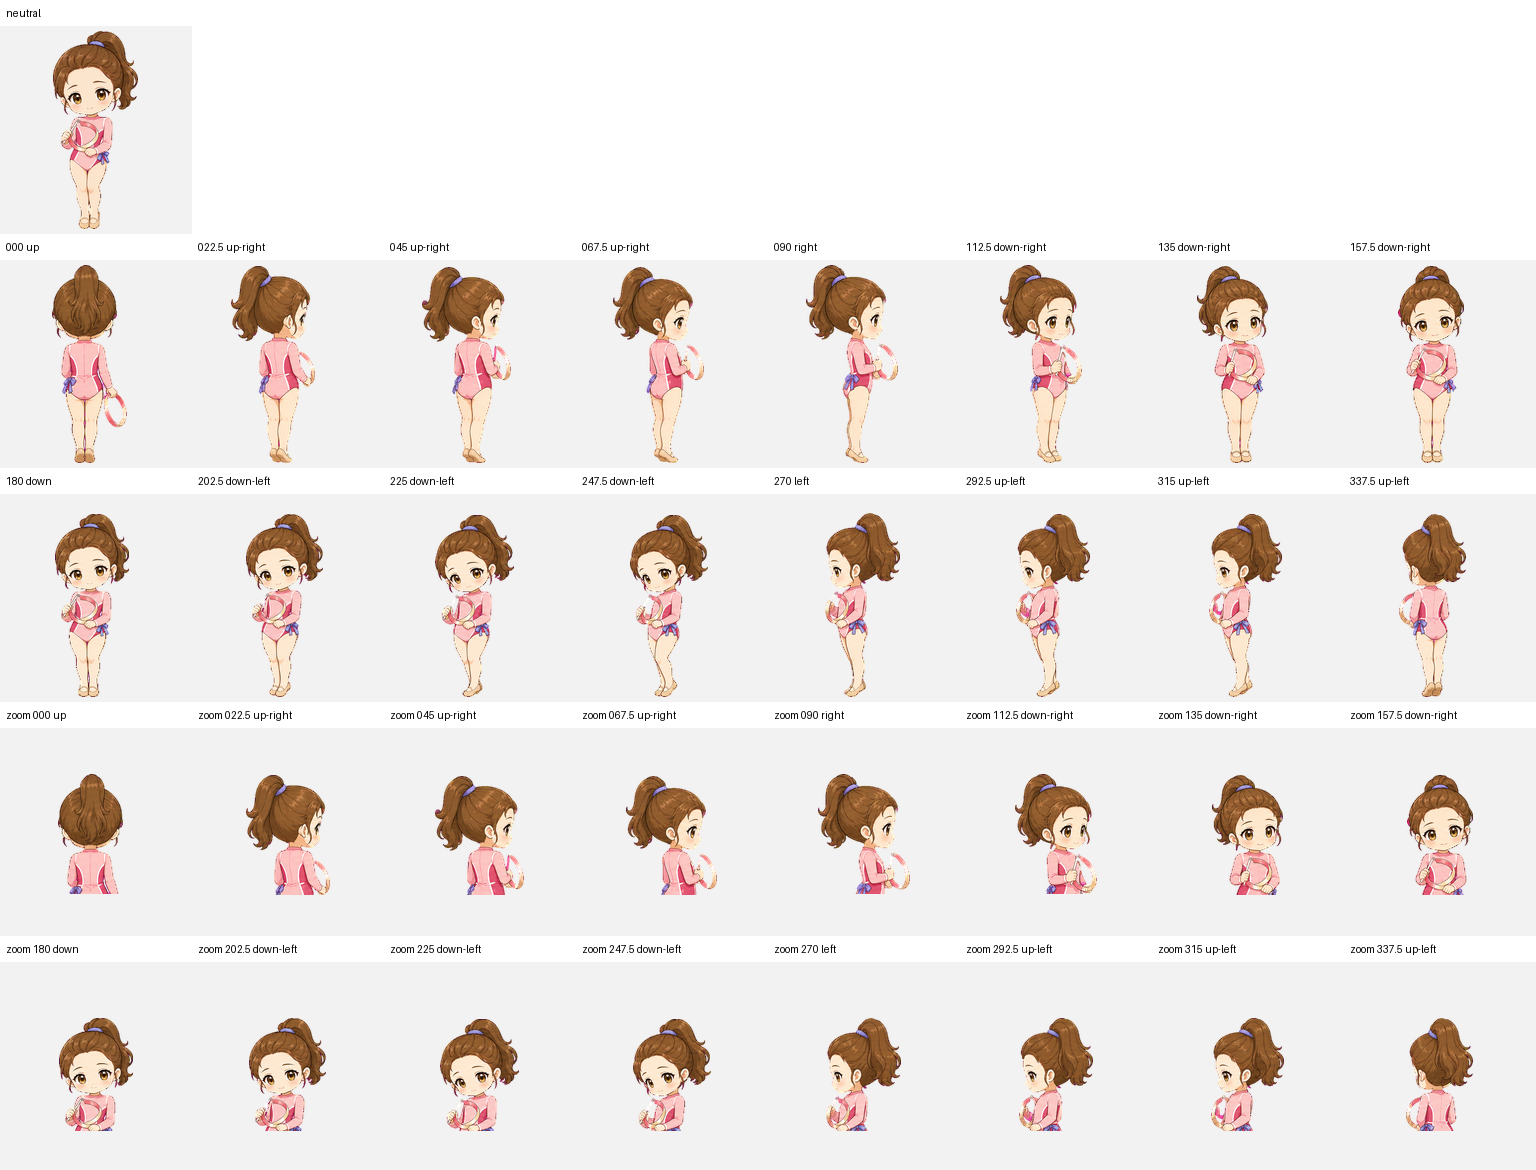 neutral
000 up
022.5 up-right
045 up-right
067.5 up-right
090 right
112.5 down-right
135 down-right
157.5 down-right
180 down
202.5 down-left
225 down-left
247.5 down-left
270 left
292.5 up-left
315 up-left
337.5 up-left
zoom 000 up
zoom 022.5 up-right
zoom 045 up-right
zoom 067.5 up-right
zoom 090 right
zoom 112.5 down-right
zoom 135 down-right
zoom 157.5 down-right
zoom 180 down
zoom 202.5 down-left
zoom 225 down-left
zoom 247.5 down-left
zoom 270 left
zoom 292.5 up-left
zoom 315 up-left
zoom 337.5 up-left